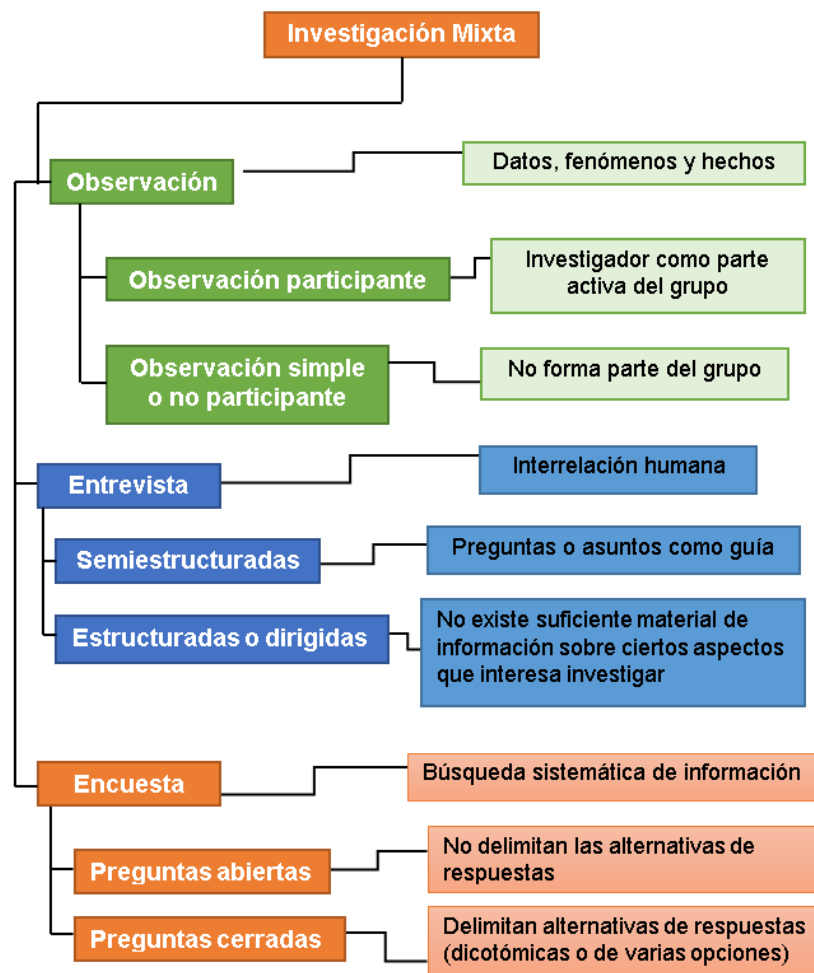 Investigación Mixta
Observación
Datos, fenómenos y hechos
Observación participante
Investigador como parte
activa del grupo
Observación simple
o no participante
No forma parte del grupo
Entrevista
Interrelación humana
Semiestructuradas
Preguntas o asuntos como guía
Estructuradas o dirigidas
No existe suficiente material de
información sobre ciertos aspectos
que interesa investigar
Encuesta
Búsqueda sistemática de información
Preguntas abiertas
No delimitan las alternativas de
respuestas
Preguntas cerradas
Delimitan alternativas de respuestas
(dicotómicas o de varias opciones)